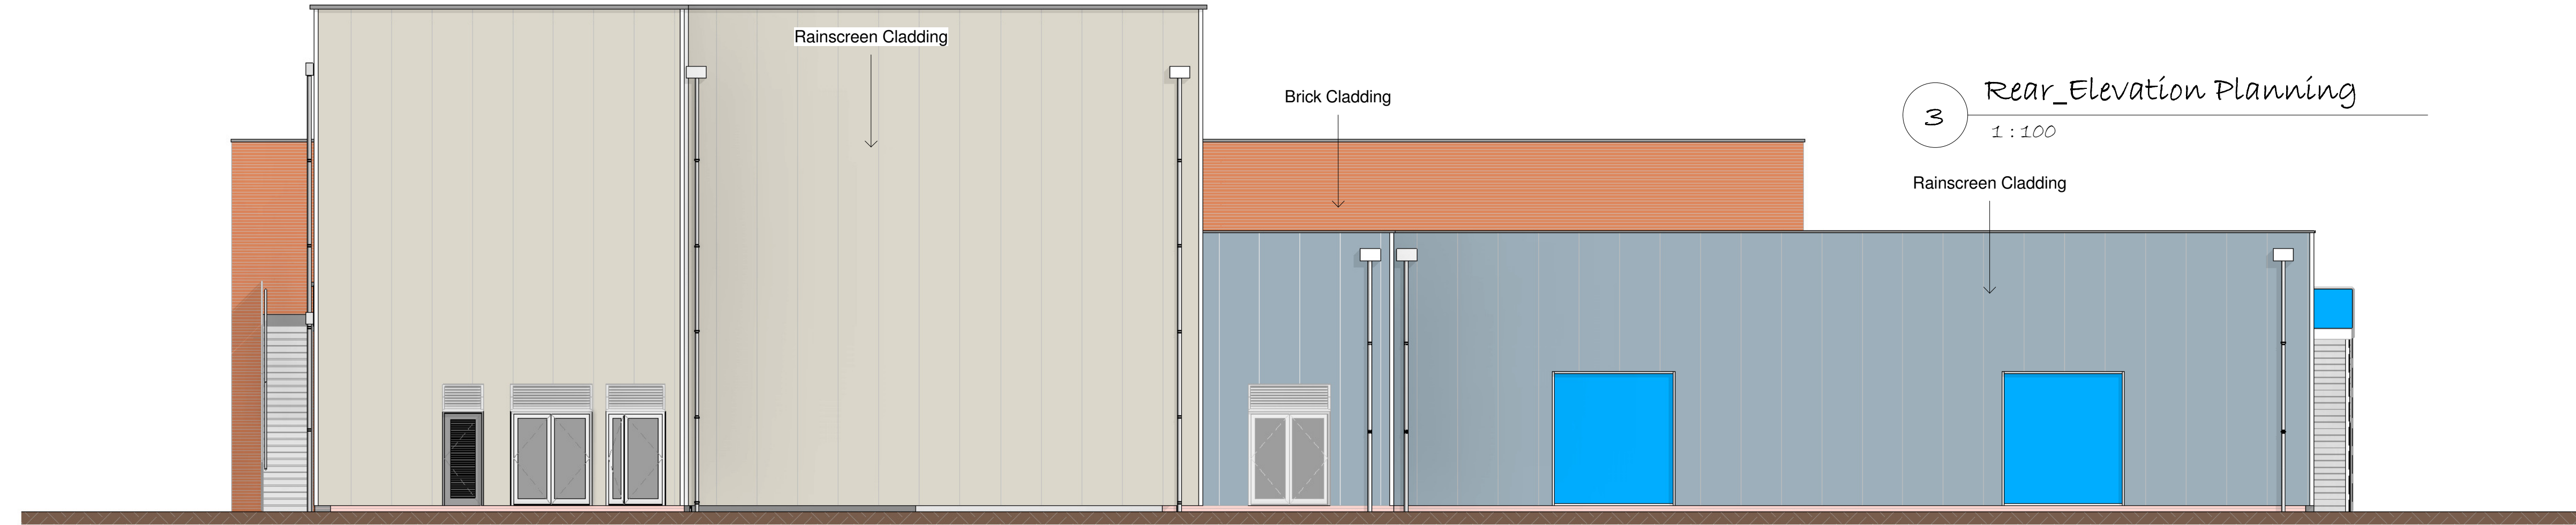 Rainscreen Cladding
Brick Cladding
3
Rear_Elevation Planning
1 : 100
Rainscreen Cladding